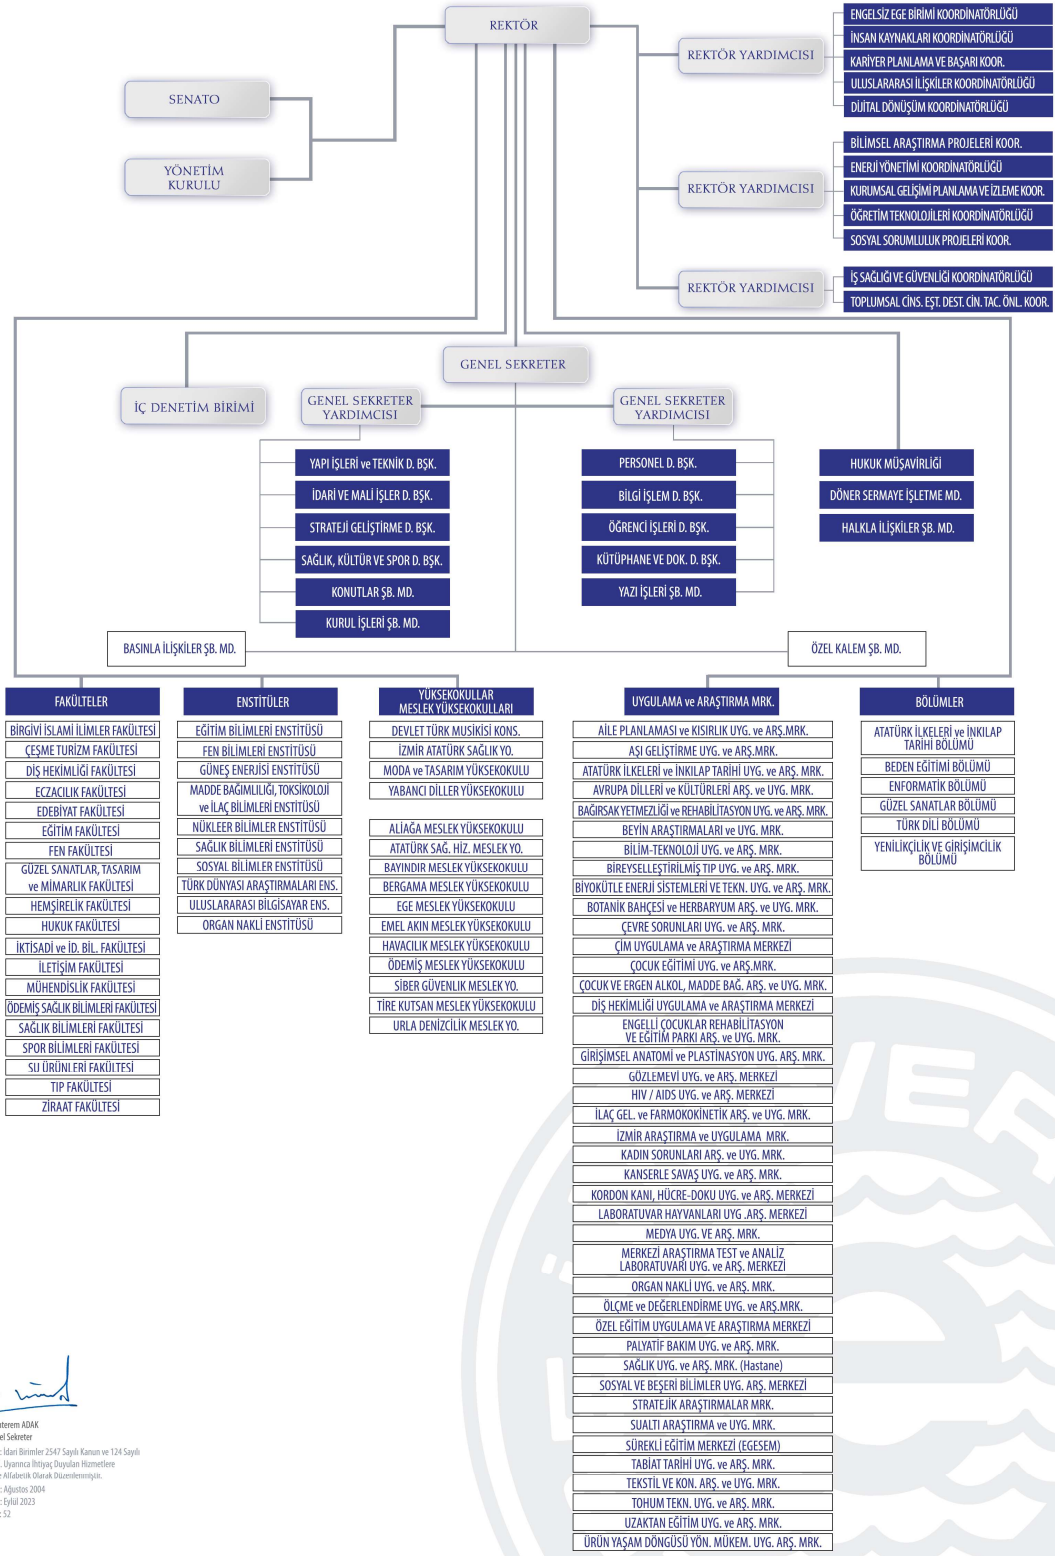 REKTÖR
SENATO
YÖNETİM
KURULU
REKTÖR YARDIMCISI
ENGELSİZ EGE BİRİMİ KOORDİNATÖRLÜĞÜ
İNSAN KAYNAKLARI KOORDİNATÖRLÜĞÜ
KARİYER PLANLAMA VE BAŞARI KOOR.
ULUSLARARASI İLİŞKİLER KOORDİNATÖRLÜĞÜ
DİJİTAL DÖNÜŞÜM KOORDİNATÖRLÜĞÜ
REKTÖR YARDIMCISI
BİLİMSEL ARAŞTIRMA PROJELERİ KOOR.
ENERJİ YÖNETİMİ KOORDİNATÖRLÜĞÜ
KURUMSAL GELİŞİMİ PLANLAMA VE İZLEME KOOR.
ÖĞRETİM TEKNOLOJİLERİ KOORDİNATÖRLÜĞÜ
SOSYAL SORUMLULUK PROJELERİ KOOR.
REKTÖR YARDIMCISI
İŞ SAĞLIĞI VE GÜVENLİĞİ KOORDİNATÖRLÜĞÜ
TOPLUMSAL CİNS. EŞT. DEST. CİN. TAC. ÖNL. KOOR.
GENEL SEKRETER
İÇ DENETİM BİRİMİ
GENEL SEKRETER
YARDIMCISI
YAPI İŞLERİ ve TEKNİK D. BŞK.
İDARİ VE MALİ İŞLER D. BŞK.
STRATEJİ GELİŞTİRME D. BŞK.
SAĞLIK, KÜLTÜR VE SPOR D. BŞK.
KONUTLAR ŞB. MD.
KURUL İŞLERİ ŞB. MD.
GENEL SEKRETER
YARDIMCISI
PERSONEL D. BŞK.
BİLGİ İŞLEM D. BŞK.
ÖĞRENCİ İŞLERİ D. BŞK.
KÜTÜPHANE VE DOK. D. BŞK.
YAZI İŞLERİ ŞB. MD.
HUKUK MÜŞAVİRLİĞİ
DÖNER SERMAYE İŞLETME MD.
HALKLA İLİŞKİLER ŞB. MD.
BASINLA İLİŞKİLER ŞB. MD.
ÖZEL KALEM ŞB. MD.
FAKÜLTELER
BİRGİVİ İSLAMİ İLİMLER FAKÜLTESİ
ÇEŞME TURİZM FAKÜLTESİ
DİŞ HEKİMLİĞİ FAKÜLTESİ
ECZACILIK FAKÜLTESİ
EDEBİYAT FAKÜLTESİ
EĞİTİM FAKÜLTESİ
FEN FAKÜLTESİ
GÜZEL SANATLAR, TASARIM
ve MİMARLIK FAKÜLTESİ
HEMŞİRELİK FAKÜLTESİ
HUKUK FAKÜLTESİ
İKTİSADİ ve İD. BİL. FAKÜLTESİ
İLETİŞİM FAKÜLTESİ
MÜHENDİSLİK FAKÜLTESİ
ÖDEMİŞ SAĞLIK BİLİMLERİ FAKÜLTESİ
SAĞLIK BİLİMLERİ FAKÜLTESİ
SPOR BİLİMLERİ FAKÜLTESİ
SU ÜRÜNLERİ FAKÜLTESİ
TIP FAKÜLTESİ
ZİRAAT FAKÜLTESİ
ENSTİTÜLER
EĞİTİM BİLİMLERİ ENSTİTÜSÜ
FEN BİLİMLERİ ENSTİTÜSÜ
GÜNEŞ ENERJİSİ ENSTİTÜSÜ
MADDE BAĞIMLILIĞI, TOKSİKOLOJİ
ve İLAÇ BİLİMLERİ ENSTİTÜSÜ
NÜKLEER BİLİMLER ENSTİTÜSÜ
SAĞLIK BİLİMLERİ ENSTİTÜSÜ
SOSYAL BİLİMLER ENSTİTÜSÜ
TÜRK DÜNYASI ARAŞTIRMALARI ENS.
ULUSLARARASI BİLGİSAYAR ENS.
ORGAN NAKLİ ENSTİTÜSÜ
YÜKSEKOKULLAR
MESLEK YÜKSEKOKULLARI
DEVLET TÜRK MUSİKİSİ KONS.
İZMİR ATATÜRK SAĞLIK YO.
MODA ve TASARIM YÜKSEKOKULU
YABANCI DİLLER YÜKSEKOKULU
ALİAĞA MESLEK YÜKSEKOKULU
ATATÜRK SAĞ. HİZ. MESLEK YO.
BAYINDIR MESLEK YÜKSEKOKULU
BERGAMA MESLEK YÜKSEKOKULU
EGE MESLEK YÜKSEKOKULU
EMEL AKIN MESLEK YÜKSEKOKULU
HAVACILIK MESLEK YÜKSEKOKULU
ÖDEMİŞ MESLEK YÜKSEKOKULU
SİBER GÜVENLİK MESLEK YO.
TİRE KUTSAN MESLEK YÜKSEKOKULU
URLA DENİZCİLİK MESLEK YO.
UYGULAMA ve ARAŞTIRMA MRK.
AİLE PLANLAMASI ve KISIRLIK UYG. ve ARŞ.MRK.
AŞI GELİŞTİRME UYG. ve ARŞ.MRK.
ATATÜRK İLKELERİ ve İNKILAP TARİHİ UYG. ve ARŞ. MRK.
AVRUPA DİLLERİ ve KÜLTÜRLERİ ARŞ. ve UYG. MRK.
BAĞIRSAK YETMEZLİĞİ ve REHABİLİTASYON UYG. ve ARŞ. MRK.
BEYİN ARAŞTIRMALARI ve UYG. MRK.
BİLİM-TEKNOLOJİ UYG. ve ARŞ. MRK.
BİREYSELLEŞTİRİLMİŞ TIP UYG. ve ARŞ. MRK.
BİYOKÜTLE ENERJİ SİSTEMLERİ VE TEKN. UYG. ve ARŞ. MRK.
BOTANİK BAHÇESİ ve HERBARYUM ARŞ. ve UYG. MRK.
ÇEVRE SORUNLARI UYG. ve ARŞ. MRK.
ÇİM UYGULAMA ve ARAŞTIRMA MERKEZİ
ÇOCUK EĞİTİMİ UYG. ve ARŞ.MRK.
ÇOCUK VE ERGEN ALKOL, MADDE BAĞ. ARŞ. ve UYG. MRK.
DİŞ HEKİMLİĞİ UYGULAMA ve ARAŞTIRMA MERKEZİ
ENGELLİ ÇOCUKLAR REHABİLİTASYON
VE EĞİTİM PARKI ARŞ. ve UYG. MRK.
GİRİŞİMSEL ANATOMİ ve PLASTİNASYON UYG. ARŞ. MRK.
GÖZLEMEVİ UYG. ve ARŞ. MERKEZİ
HIV / AIDS UYG. ve ARŞ. MERKEZİ
İLAÇ GEL. ve FARMOKOKİNETİK ARŞ. ve UYG. MRK.
İZMİR ARAŞTIRMA ve UYGULAMA MRK.
KADIN SORUNLARI ARŞ. ve UYG. MRK.
KANSERLE SAVAŞ UYG. ve ARŞ. MRK.
KORDON KANI, HÜCRE-DOKU UYG. ve ARŞ. MERKEZİ
LABORATUVAR HAYVANLARI UYG .ARŞ. MERKEZİ
MEDYA UYG. VE ARŞ. MRK.
MERKEZİ ARAŞTIRMA TEST ve ANALİZ
LABORATUVARI UYG. ve ARŞ. MERKEZİ
ORGAN NAKLİ UYG. ve ARŞ. MRK.
ÖLÇME ve DEĞERLENDİRME UYG. ve ARŞ.MRK.
ÖZEL EĞİTİM UYGULAMA VE ARAŞTIRMA MERKEZİ
PALYATİF BAKIM UYG. ve ARŞ. MRK.
SAĞLIK UYG. ve ARŞ. MRK. (Hastane)
SOSYAL VE BEŞERİ BİLİMLER UYG. ARŞ. MERKEZİ
STRATEJİK ARAŞTIRMALAR MRK.
SUALTI ARAŞTIRMA ve UYG. MRK.
SÜREKLİ EĞİTİM MERKEZİ (EGESEM)
TABİAT TARİHİ UYG. ve ARŞ. MRK.
TEKSTİL VE KON. ARŞ. ve UYG. MRK.
TOHUM TEKN. UYG. ve ARŞ. MRK.
UZAKTAN EĞİTİM UYG. ve ARŞ. MRK.
ÜRÜN YAŞAM DÖNGÜSÜ YÖN. MÜKEM. UYG. ARŞ. MRK.
BÖLÜMLER
ATATÜRK İLKELERİ ve İNKILAP
TARİHİ BÖLÜMÜ
BEDEN EĞİTİMİ BÖLÜMÜ
ENFORMATİK BÖLÜMÜ
GÜZEL SANATLAR BÖLÜMÜ
TÜRK DİLİ BÖLÜMÜ
YENİLİKÇİLİK VE GİRİŞİMCİLİK
BÖLÜMÜ
ADAK
Sekreter
: İdari Birimler 2547 Sayılı Kanun ve 124 Sayılı
. Uyarınca İhtiyaç Duyulan Hizmetlere
Alfabetik Olarak Düzenlenmiştir.
: Ağustos 2004
: Eylül 2023
: 52